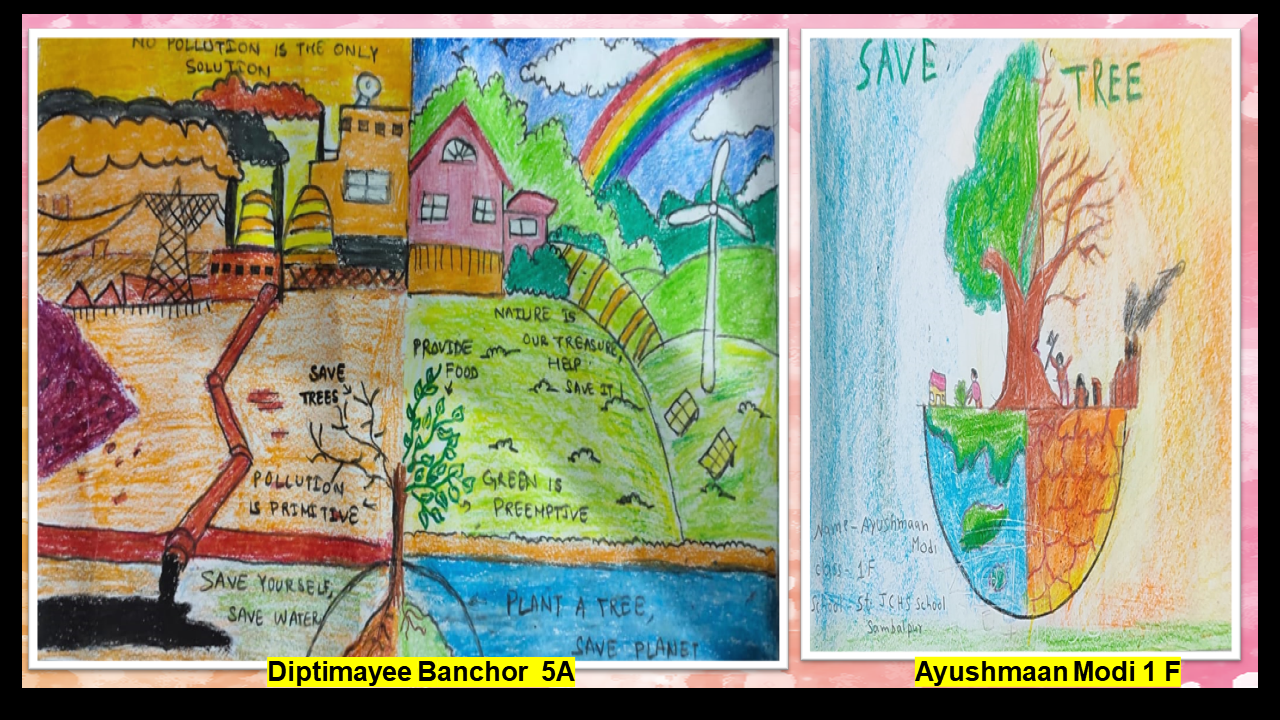 NO POLLUTION IS THE ONLY
SOLUTION
SAVE
TREES
POLLUTION
IS PRIMITIVE
SAVE YOURSELF,
SAVE WATER
NATURE IS
OUR TREASURE,
HELP
SAVE IT!
PROVIDE
FOOD
GREEN IS
PREEMPTIVE
PLANT A TREE,
SAVE PLANET
Diptimayee Banchor 5A
SAVE
TREE
Name - Ayushmaan
Modi
class - 1F
School - St. JCHS School
Sambalpur
Ayushmaan Modi 1 F